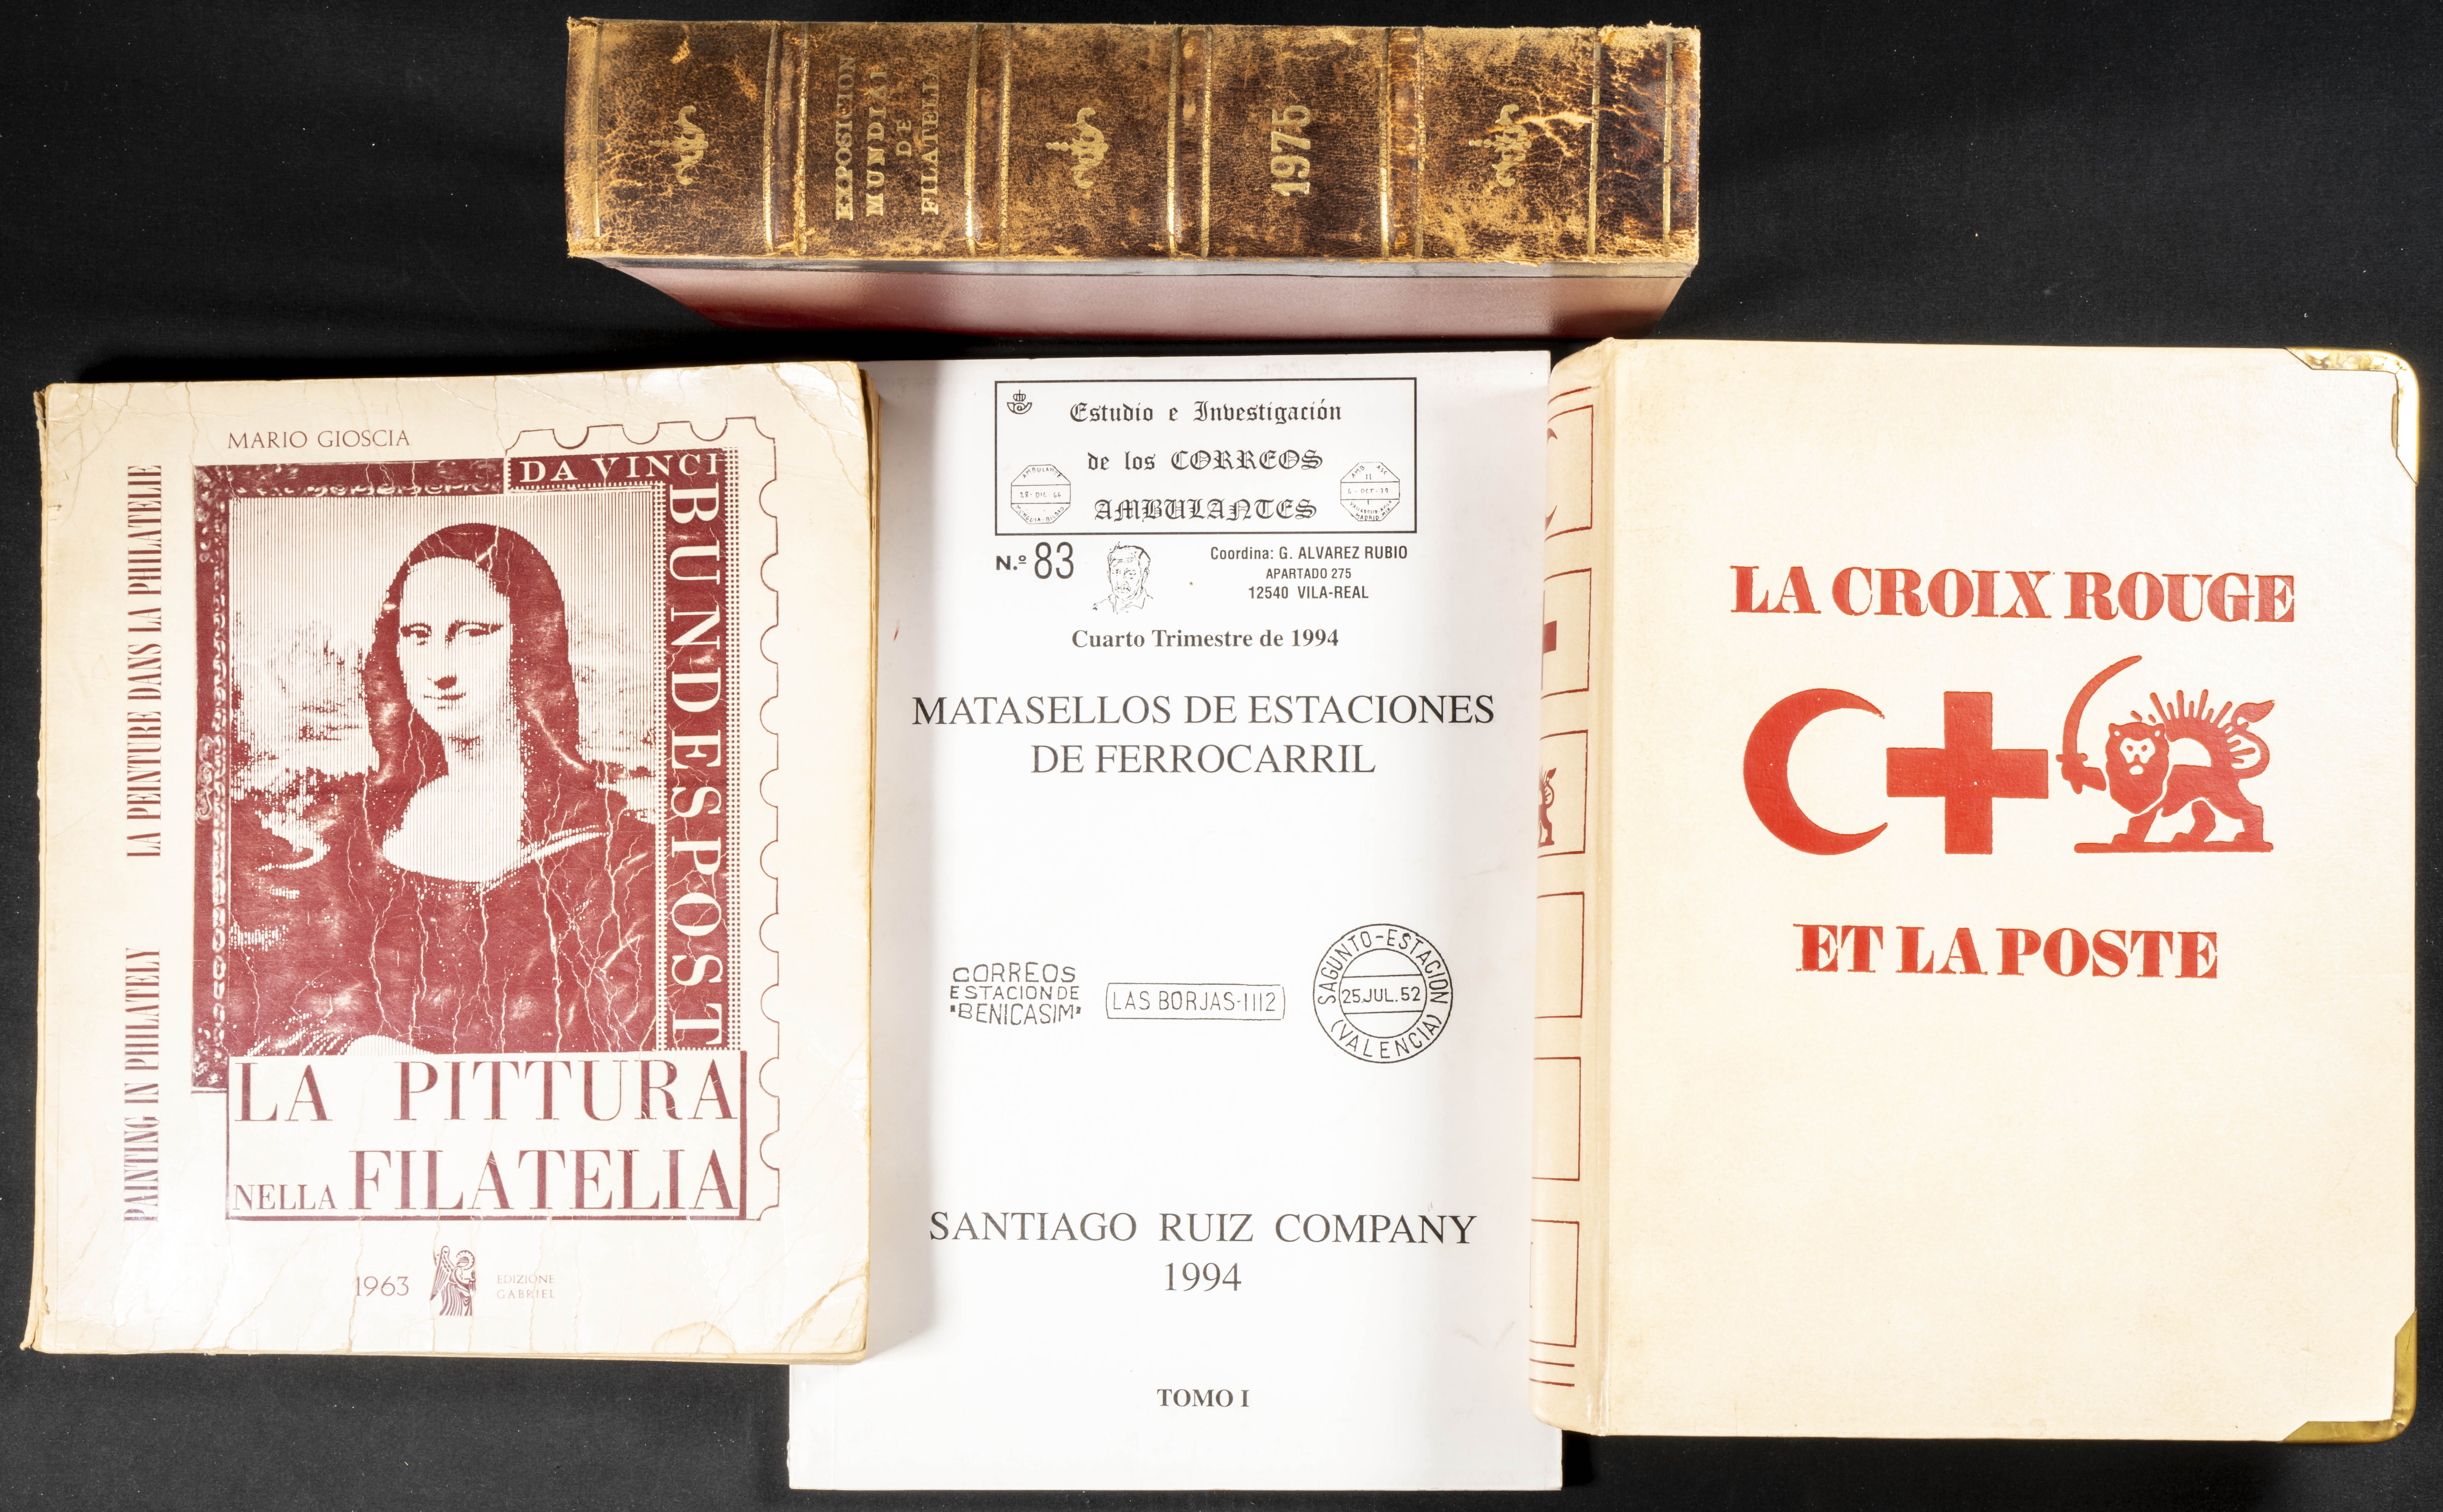 EXPOSICION
MUNDIAL
DE
FILATELIA
1975
MARIO GIOSCIA
DA VINCI
BUNDESPOST
LA PEINTURE DANS LA PHILATELIE
PAINTING IN PHILATELY
LA PITTURA
NELLA FILATELIA
1963
EDIZIONE
GABRIEL
Estudio e Investigación
de los CORREOS
AMBULANTES
N.º 83
Coordina: G. ALVAREZ RUBIO
APARTADO 275
12540 VILA-REAL
Cuarto Trimestre de 1994
MATASELLOS DE ESTACIONES
DE FERROCARRIL
CORREOS
ESTACION DE
"BENICASIM"
LAS BORJAS-1112
SAGUNTO-ESTACION
25.JUL.52
(VALENCIA)
SANTIAGO RUIZ COMPANY
1994
TOMO I
LA CROIX ROUGE
ET LA POSTE